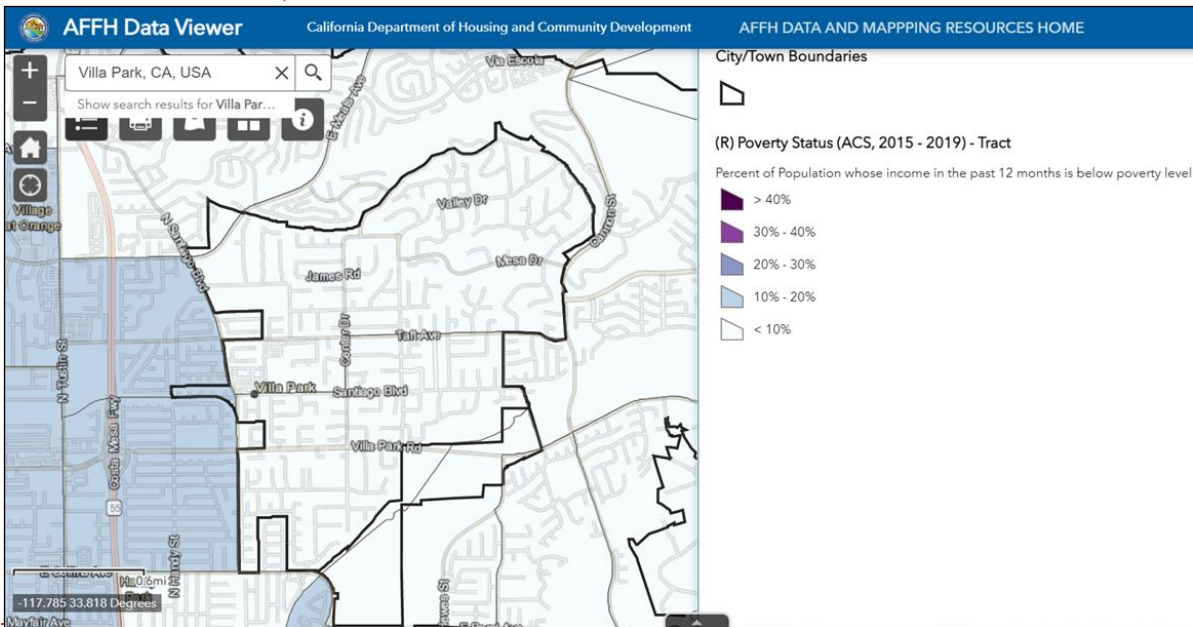 AFFH Data Viewer
California Department of Housing and Community Development
AFFH DATA AND MAPPPING RESOURCES HOME
Villa Park, CA, USA
Show search results for Villa Par...
Via Escola
E Meats Ave
Village
at Orange
N Santiago Blvd
Valley Dr
Cannon St
James Rd
Mesa Dr
Center Dr
Taft Ave
N Tustin St
Villa Park
Santiago Blvd
Costa Mesa Fwy
Villa Park Rd
55
N Handy St
E Collins Ave
0.6mi
Park
-117.785 33.818 Degrees
Mayfair Ave
City/Town Boundaries
(R) Poverty Status (ACS, 2015 - 2019) - Tract
Percent of Population whose income in the past 12 months is below poverty level
> 40%
30% - 40%
20% - 30%
10% - 20%
< 10%